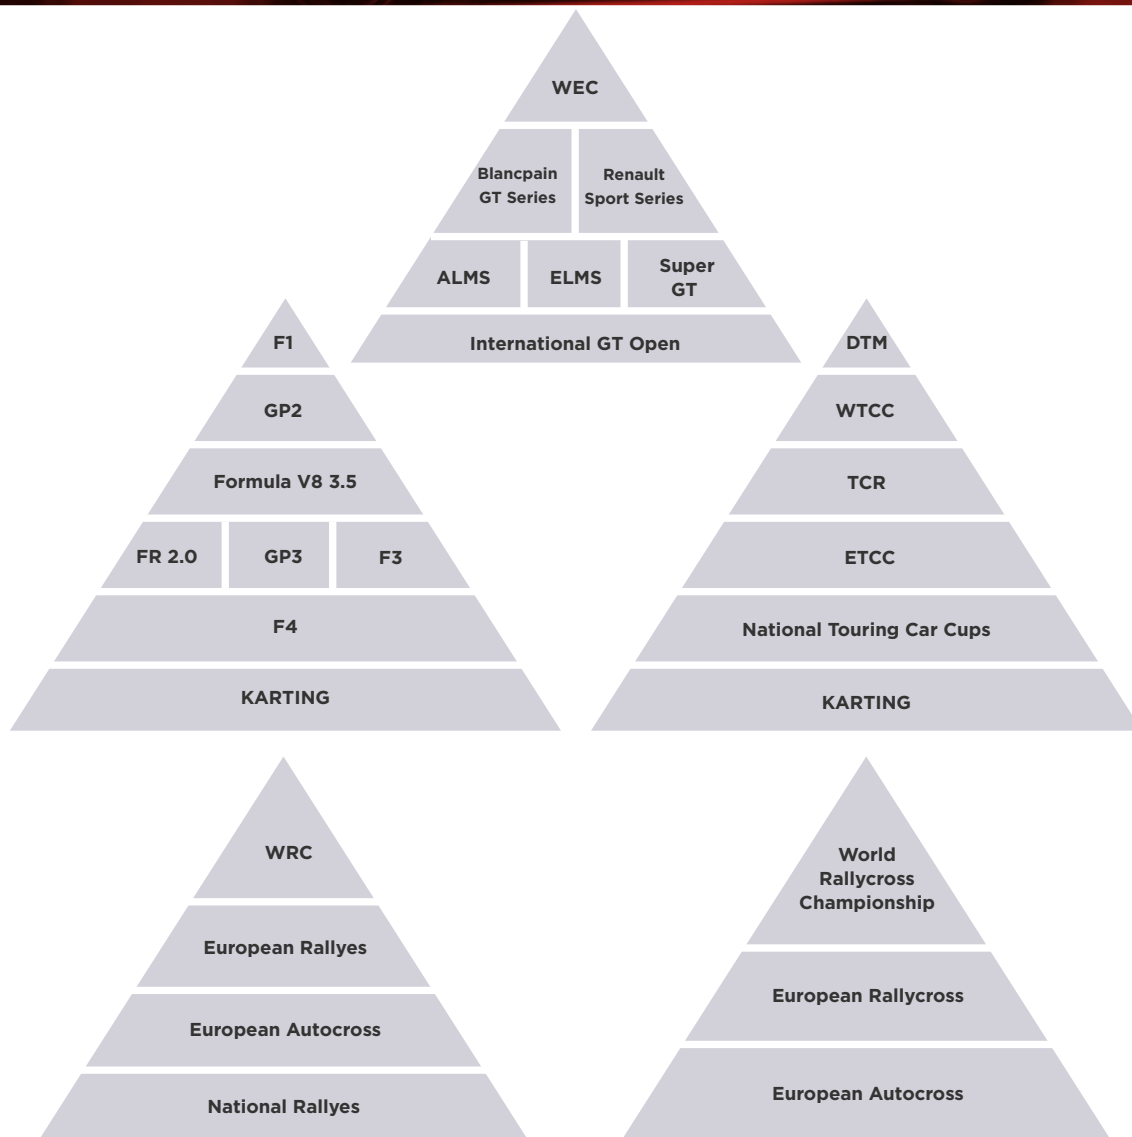 WEC
Blancpain
GT Series
Renault
Sport Series
ALMS
ELMS
Super
GT
International GT Open
F1
GP2
Formula V8 3.5
FR 2.0
GP3
F3
F4
KARTING
DTM
WTCC
TCR
ETCC
National Touring Car Cups
KARTING
WRC
European Rallyes
European Autocross
National Rallyes
World
Rallycross
Championship
European Rallycross
European Autocross